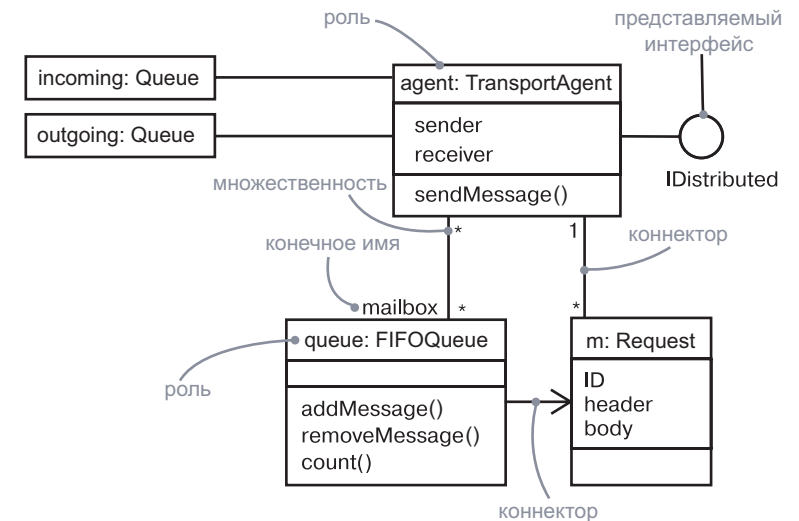 роль
представляемый
интерфейс
incoming: Queue
agent: TransportAgent
outgoing: Queue
sender
receiver
IDistributed
множественность
sendMessage()
*
1
коннектор
конечное имя
mailbox
*
*
queue: FIFOQueue
m: Request
роль
ID
header
body
addMessage()
removeMessage()
count()
коннектор